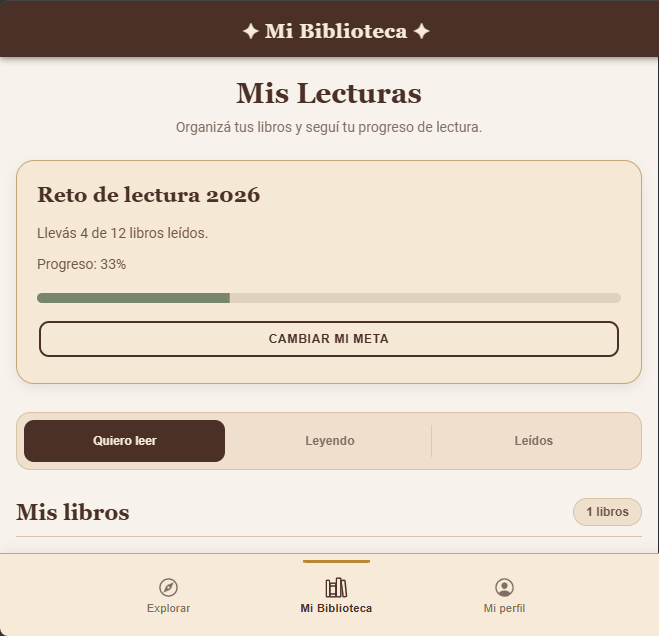 ✦ Mi Biblioteca ✦
Mis Lecturas
Organizá tus libros y seguí tu progreso de lectura.
Reto de lectura 2026
Llevás 4 de 12 libros leídos.
Progreso: 33%
CAMBIAR MI META
Quiero leer
Leyendo
Leídos
Mis libros
1 libros
Explorar
Mi Biblioteca
Mi perfil